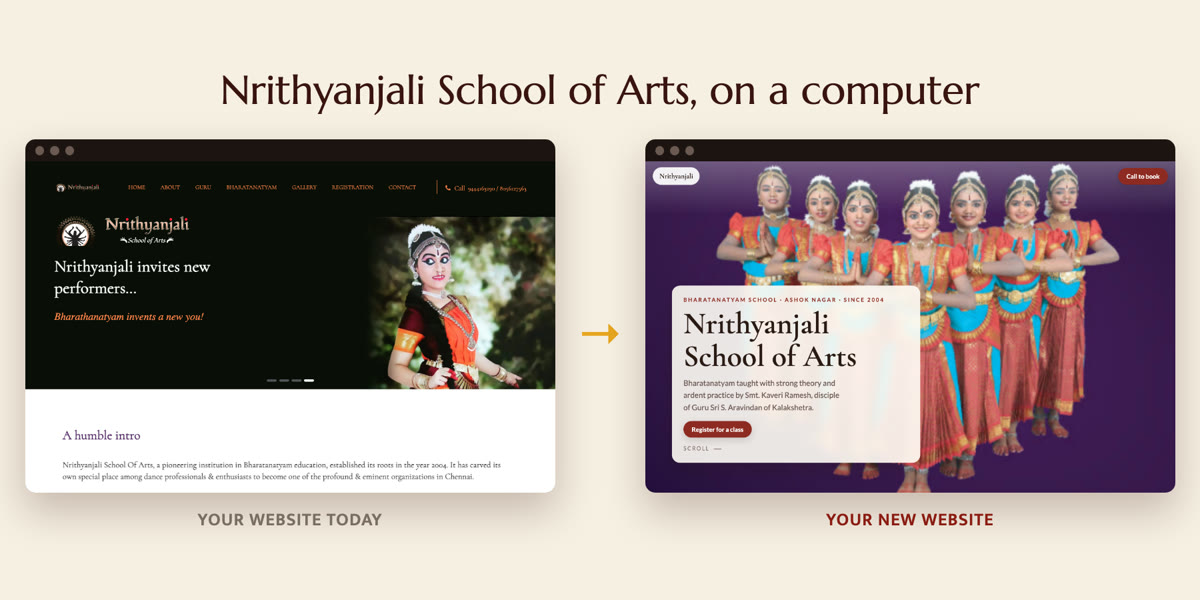 Nrithyanjali School of Arts, on a computer
Nrithyanjali
HOME ABOUT GURU BHARATANATYAM GALLERY REGISTRATION CONTACT
Call
Nrithyanjali
School of Arts
Nrithyanjali invites new
performers...
Bharathanatyam invents a new you!
A humble intro
Nrithyanjali School Of Arts, a pioneering institution in Bharatanatyam education, established its roots in the year 2004. It has carved its
own special place among dance professionals & enthusiasts to become one of the profound & eminent organizations in Chennai.
YOUR WEBSITE TODAY
Nrithyanjali
Call to book
BHARATANATYAM SCHOOL · ASHOK NAGAR · SINCE 2004
Nrithyanjali
School of Arts
Bharatanatyam taught with strong theory and
ardent practice by Smt. Kaveri Ramesh, disciple
of Guru Sri S. Aravindan of Kalakshetra.
Register for a class
SCROLL
YOUR NEW WEBSITE